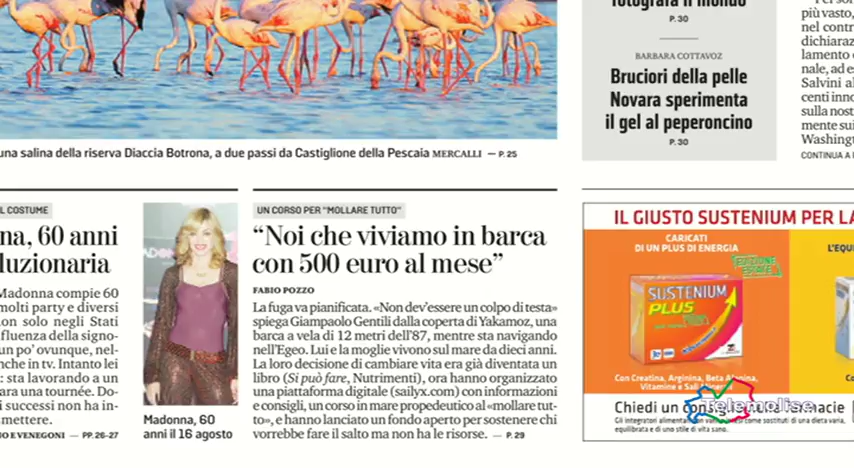 una salina della riserva Diaccia Botrona, a due passi da Castiglione della Pescaia MERCALLI — P. 25
L COSTUME
na, 60 anni
luzionaria
Madonna compie 60
molti party e diversi
on solo negli Stati
fluenza della signo-
un po' ovunque, nel-
nche in tv. Intanto lei
: sta lavorando a un
ara una tournée. Do-
i successi non ha in-
mettere.
O E VENEGONI — PP. 26-27
Madonna, 60
anni il 16 agosto
UN CORSO PER "MOLLARE TUTTO"
“Noi che viviamo in barca
con 500 euro al mese”
FABIO POZZO
La fuga va pianificata. «Non dev'essere un colpo di testa»
spiega Giampaolo Gentili dalla coperta di Yakamoz, una
barca a vela di 12 metri dell'87, mentre sta navigando
nell'Egeo. Lui e la moglie vivono sul mare da dieci anni.
La loro decisione di cambiare vita era già diventata un
libro (Si può fare, Nutrimenti), ora hanno organizzato
una piattaforma digitale (sailyx.com) con informazioni
e consigli, un corso in mare propedeutico al «mollare tut-
to», e hanno lanciato un fondo aperto per sostenere chi
vorrebbe fare il salto ma non ha le risorse. — P. 29
fotografa il mondo
P. 30
BARBARA COTTAVOZ
Bruciori della pelle
Novara sperimenta
il gel al peperoncino
P. 30
più vasto,
nel contr
dichiaraz
lamento
nale, ad es
Salvini al
centi inno
sulla nost
mente sui
Washingt
CONTINUA A
IL GIUSTO SUSTENIUM PER LA
CARICATI
DI UN PLUS DI ENERGIA
EDIZIONE
ESTATE
SUSTENIUM
PLUS
Con Creatina, Arginina, Beta Alanina,
Vitamine e Sali
L'EQUI
Chiedi un consiglio
Telemolise